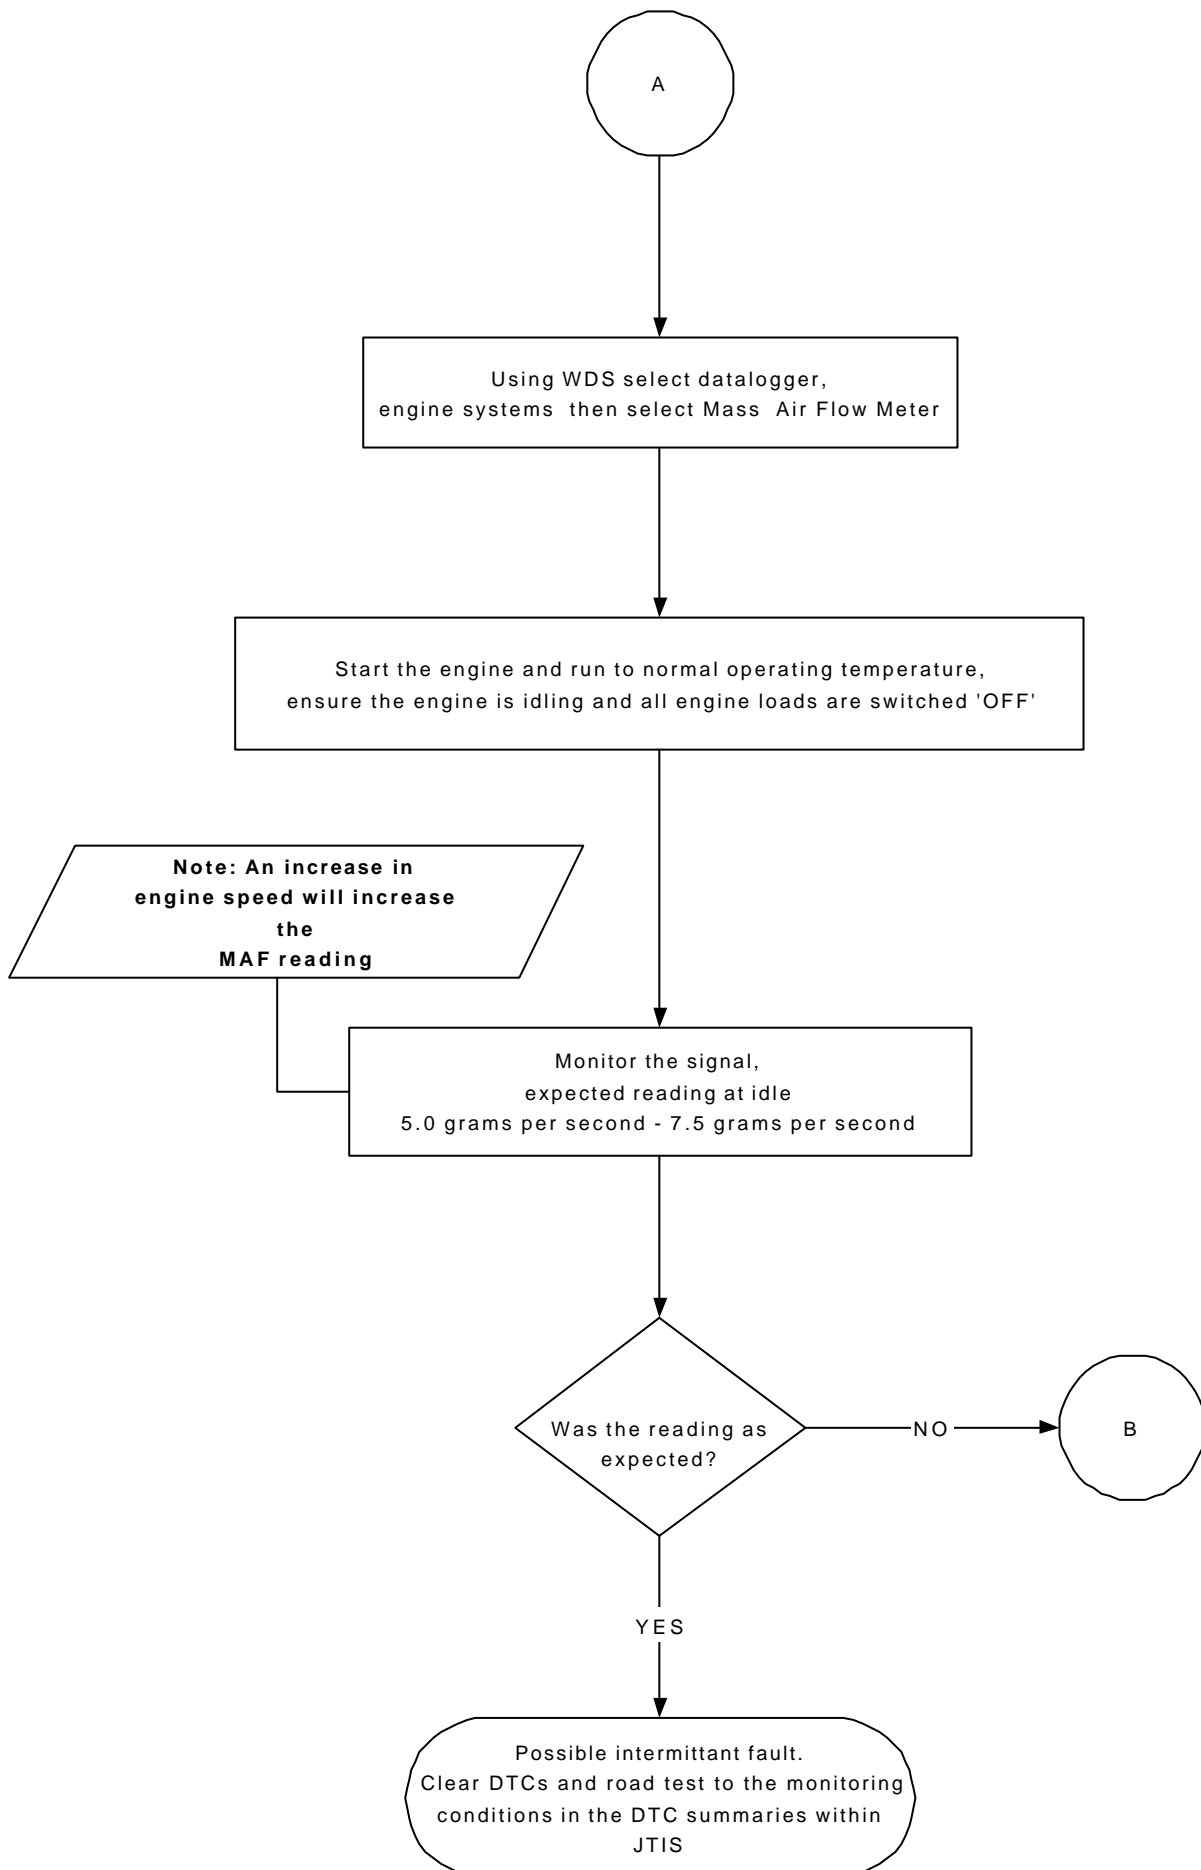 A
Using WDS select datalogger,
engine systems then select Mass Air Flow Meter
Start the engine and run to normal operating temperature,
ensure the engine is idling and all engine loads are switched 'OFF'
Note: An increase in
engine speed will increase
the
MAF reading
Monitor the signal,
expected reading at idle
5.0 grams per second - 7.5 grams per second
Was the reading as
expected?
NO
B
YES
Possible intermittant fault.
Clear DTCs and road test to the monitoring
conditions in the DTC summaries within
JTIS